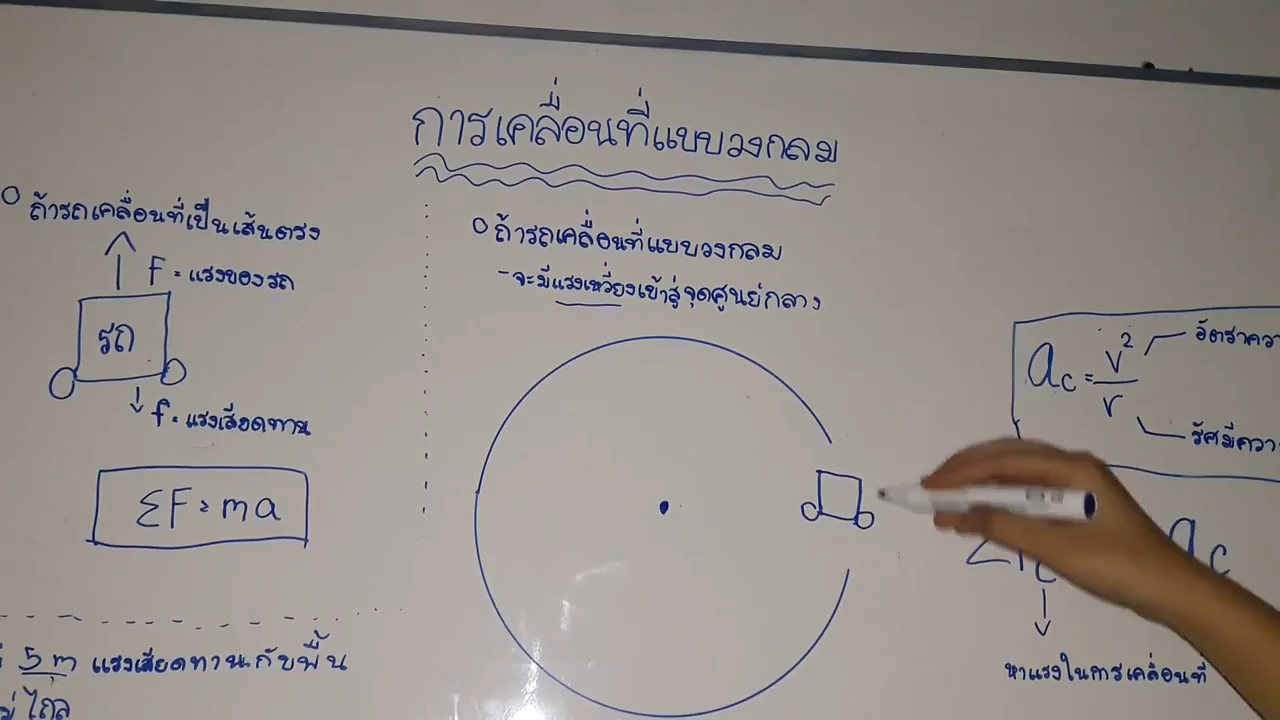 การเคลื่อนที่แบบวงกลม
ถ้ารถเคลื่อนที่เป็นเส้นตรง
F = แรงของรถ
รถ
f = แรงเสียดทาน
ΣF = ma
5 m แรงเสียดทานกับพื้น
ไถล
ถ้ารถเคลื่อนที่แบบวงกลม
- จะมีแรงเหวี่ยงเข้าสู่จุดศูนย์กลาง
ac = v²/r
อัตราควา
รัศมีควา
ac
หาแรงในการเคลื่อนที่